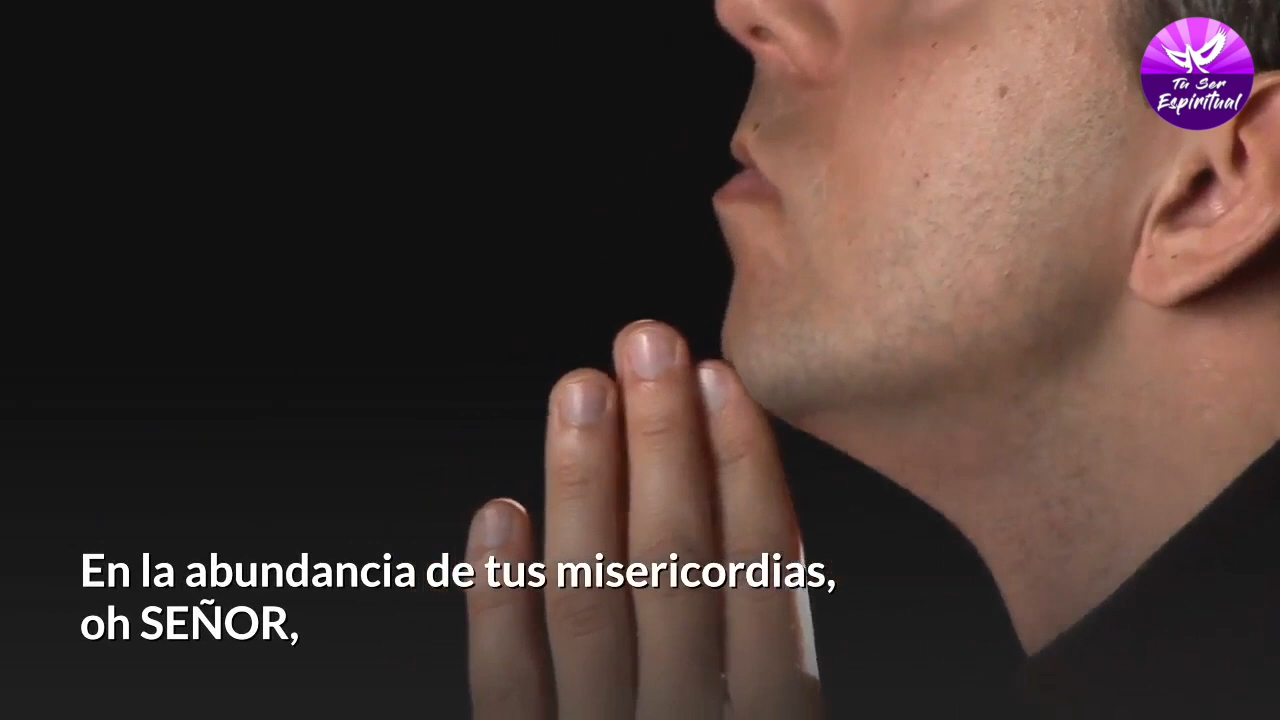 Tu Ser
Espiritual
En la abundancia de tus misericordias,
oh SEÑOR,